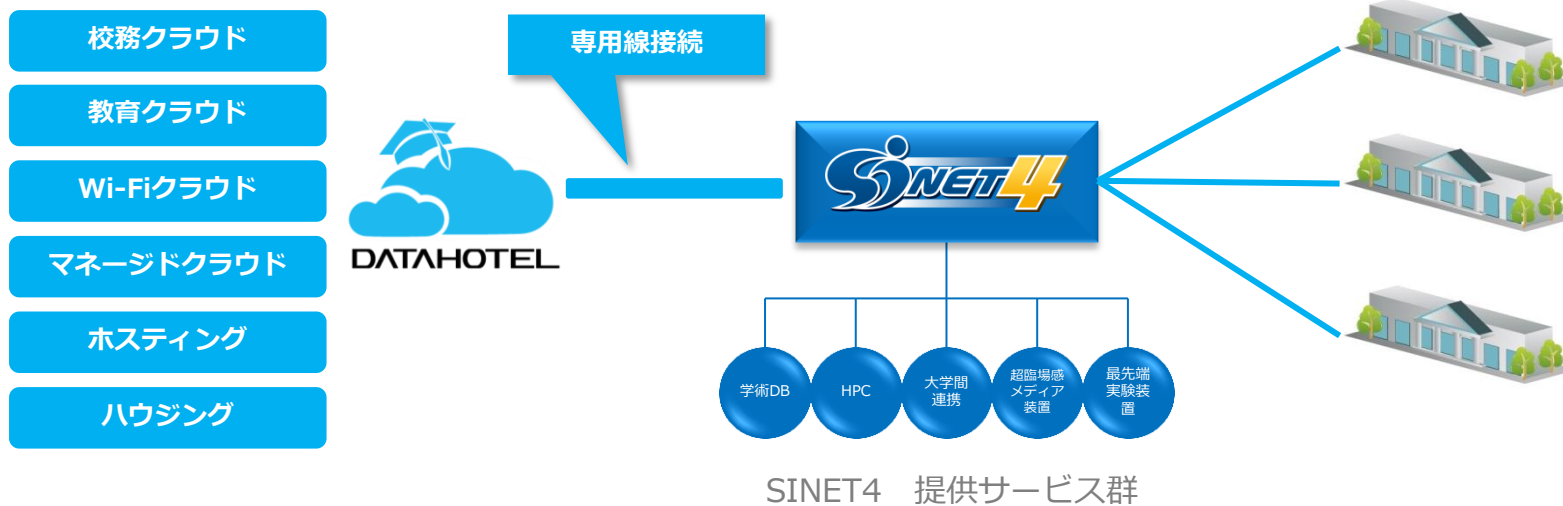 校務クラウド
教育クラウド
Wi-Fiクラウド
マネージドクラウド
ホスティング
ハウジング
専用線接続
DATAHOTEL
SINET4
学術DB
HPC
大学間
連携
超臨場感
メディア
装置
最先端
実験装
置
SINET4　提供サービス群